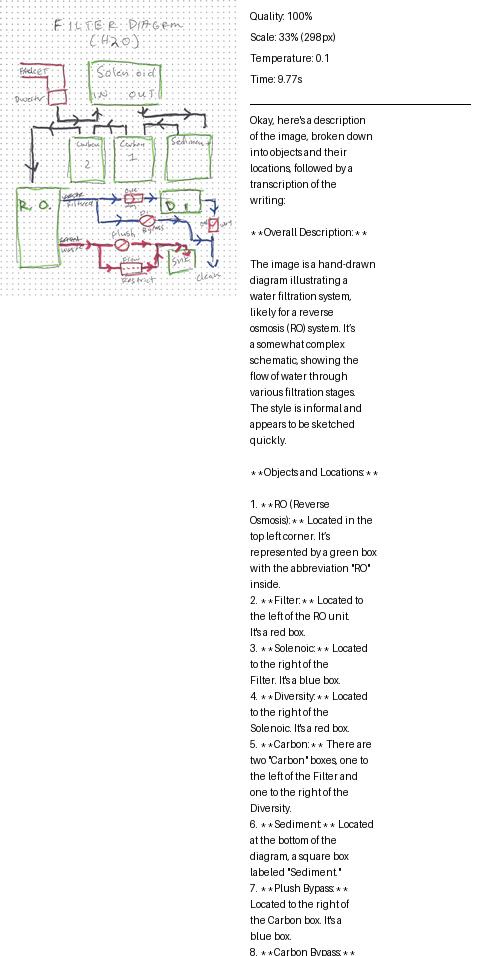 FILTER DIAGRAM
(H2O)
FAUCET
Diverter
Solenoid
IN OUT
Carbon
2
Carbon
1
Sediment
R.O.
Filtered
D.I.
Bypass
flush
waste
Flow
Restrict
Sink
Clean
Quality: 100%
Scale: 33% (298px)
Temperature: 0.1
Time: 9.77s
Okay, here's a description
of the image, broken down
into objects and their
locations, followed by a
transcription of the
writing:
**Overall Description:**
The image is a hand-drawn
diagram illustrating a
water filtration system,
likely for a reverse
osmosis (RO) system. It's
a somewhat complex
schematic, showing the
flow of water through
various filtration stages.
The style is informal and
appears to be sketched
quickly.
**Objects and Locations:**
1. **RO (Reverse
Osmosis):** Located in the
top left corner. It's
represented by a green box
with the abbreviation "RO"
inside.
2. **Filter:** Located to
the left of the RO unit.
It's a red box.
3. **Solenoic:** Located
to the right of the
Filter. It's a blue box.
4. **Diversity:** Located
to the right of the
Solenoic. It's a red box.
5. **Carbon:** There are
two "Carbon" boxes, one to
the left of the Filter and
one to the right of the
Diversity.
6. **Sediment:** Located
at the bottom of the
diagram, a square box
labeled "Sediment."
7. **Plush Bypass:**
Located to the right of
the Carbon box. It's a
blue box.
8. **Carbon Bypass:**